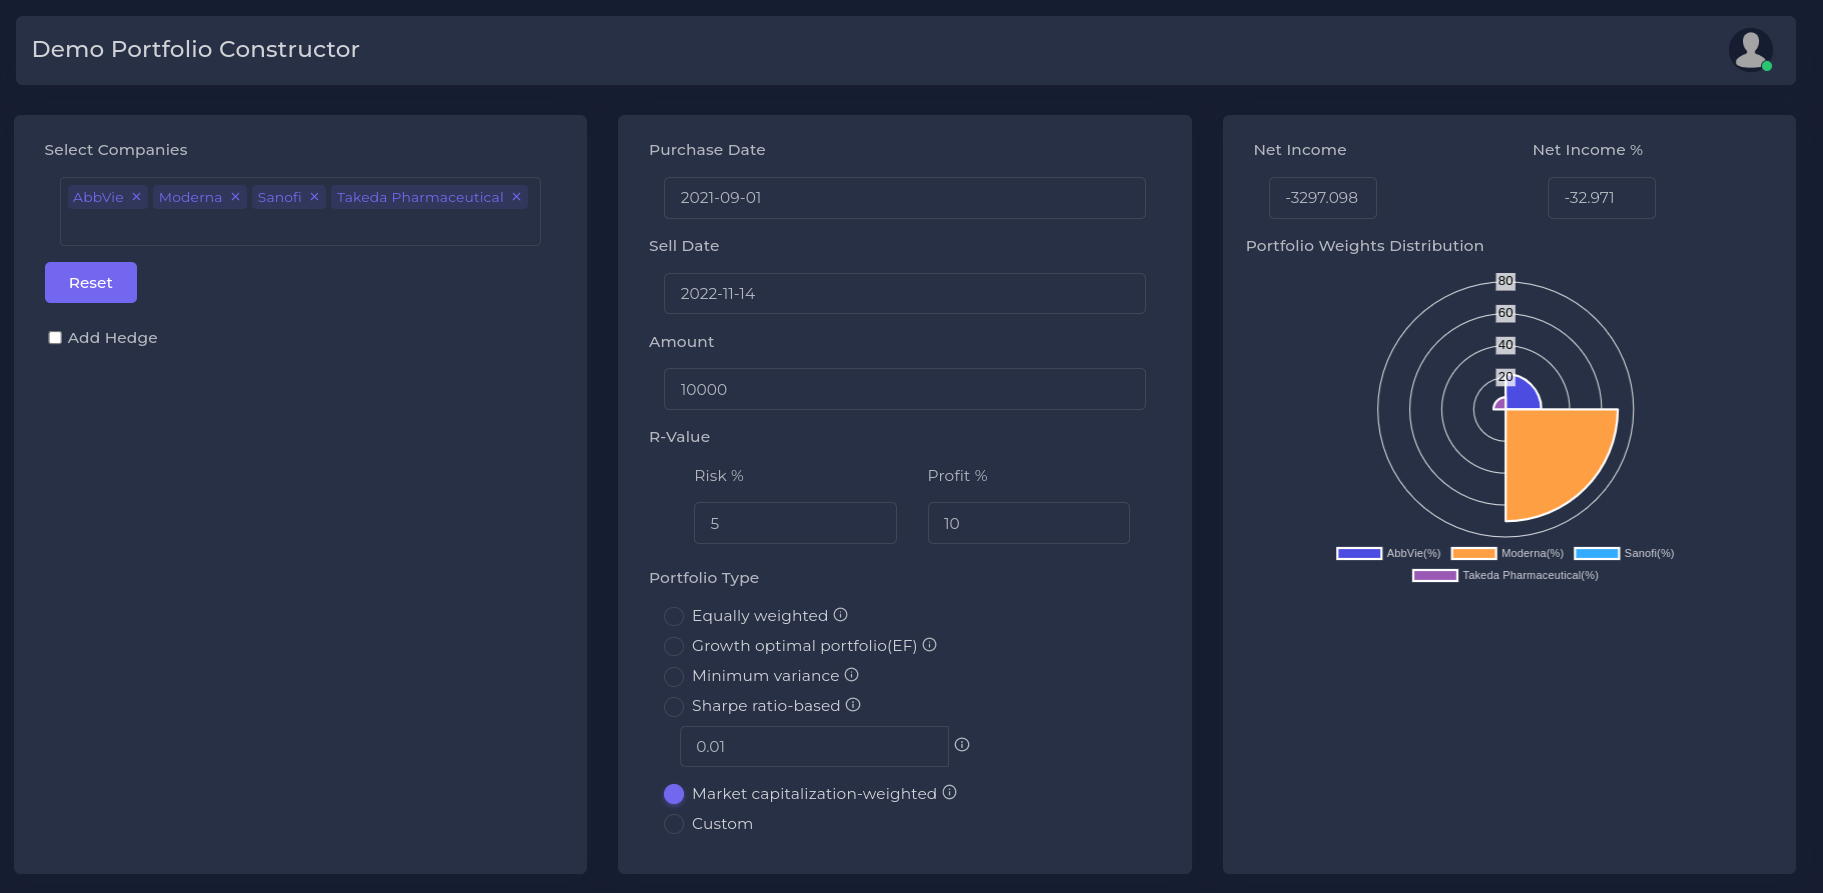 Demo Portfolio Constructor
Select Companies
AbbVie × Moderna × Sanofi × Takeda Pharmaceutical ×
Reset
Add Hedge
Purchase Date
2021-09-01
Sell Date
2022-11-14
Amount
10000
R-Value
Risk % Profit %
5 10
Portfolio Type
Equally weighted
Growth optimal portfolio(EF)
Minimum variance
Sharpe ratio-based
0.01
Market capitalization-weighted
Custom
Net Income Net Income %
-3297.098 -32.971
Portfolio Weights Distribution
80
60
40
20
AbbVie(%) Moderna(%) Sanofi(%)
Takeda Pharmaceutical(%)